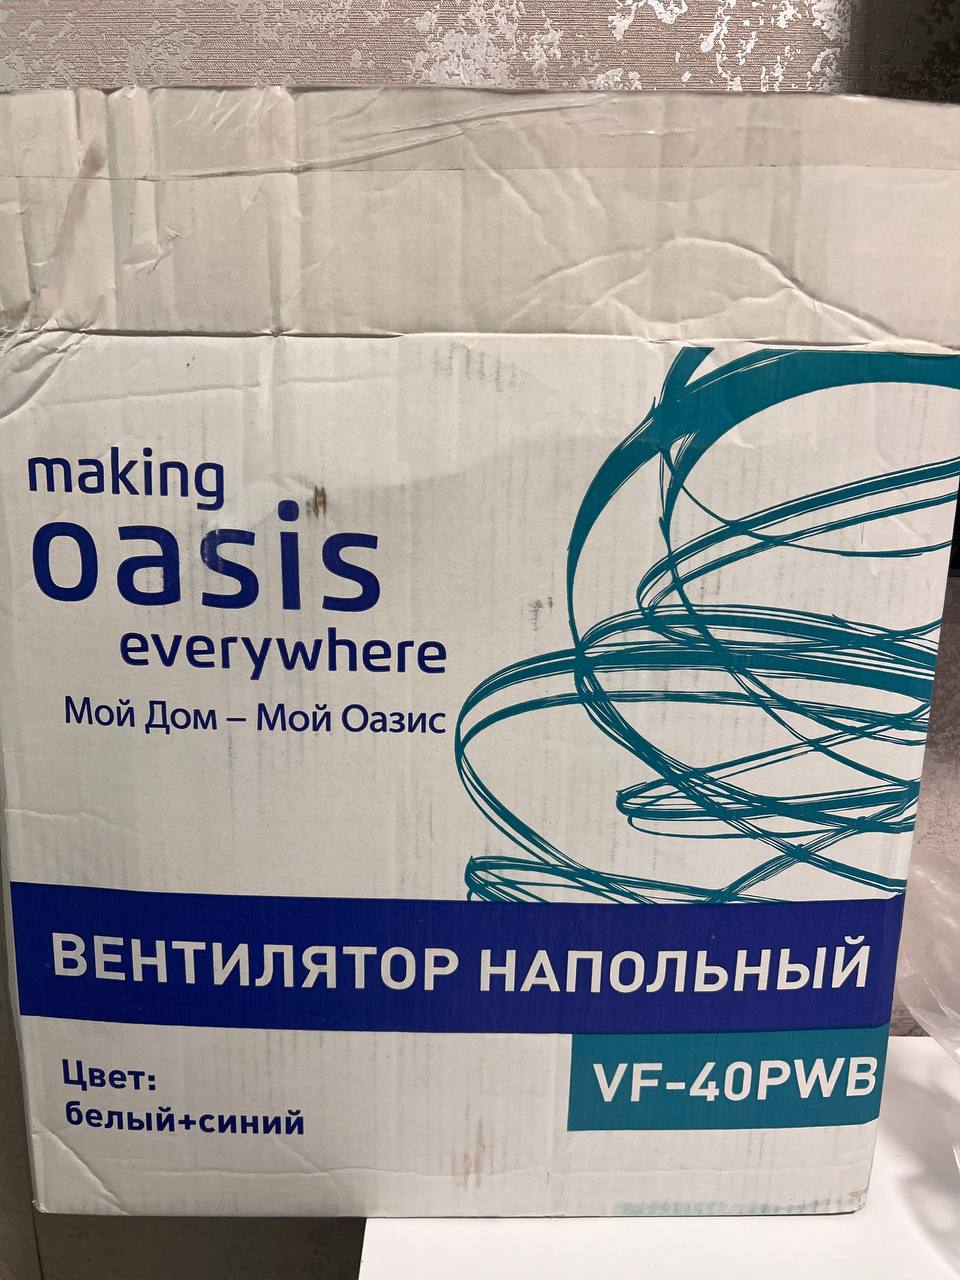 making
oasis
everywhere
Мой Дом – Мой Оазис
ВЕНТИЛЯТОР НАПОЛЬНЫЙ
VF-40PWB
Цвет:
белый+синий